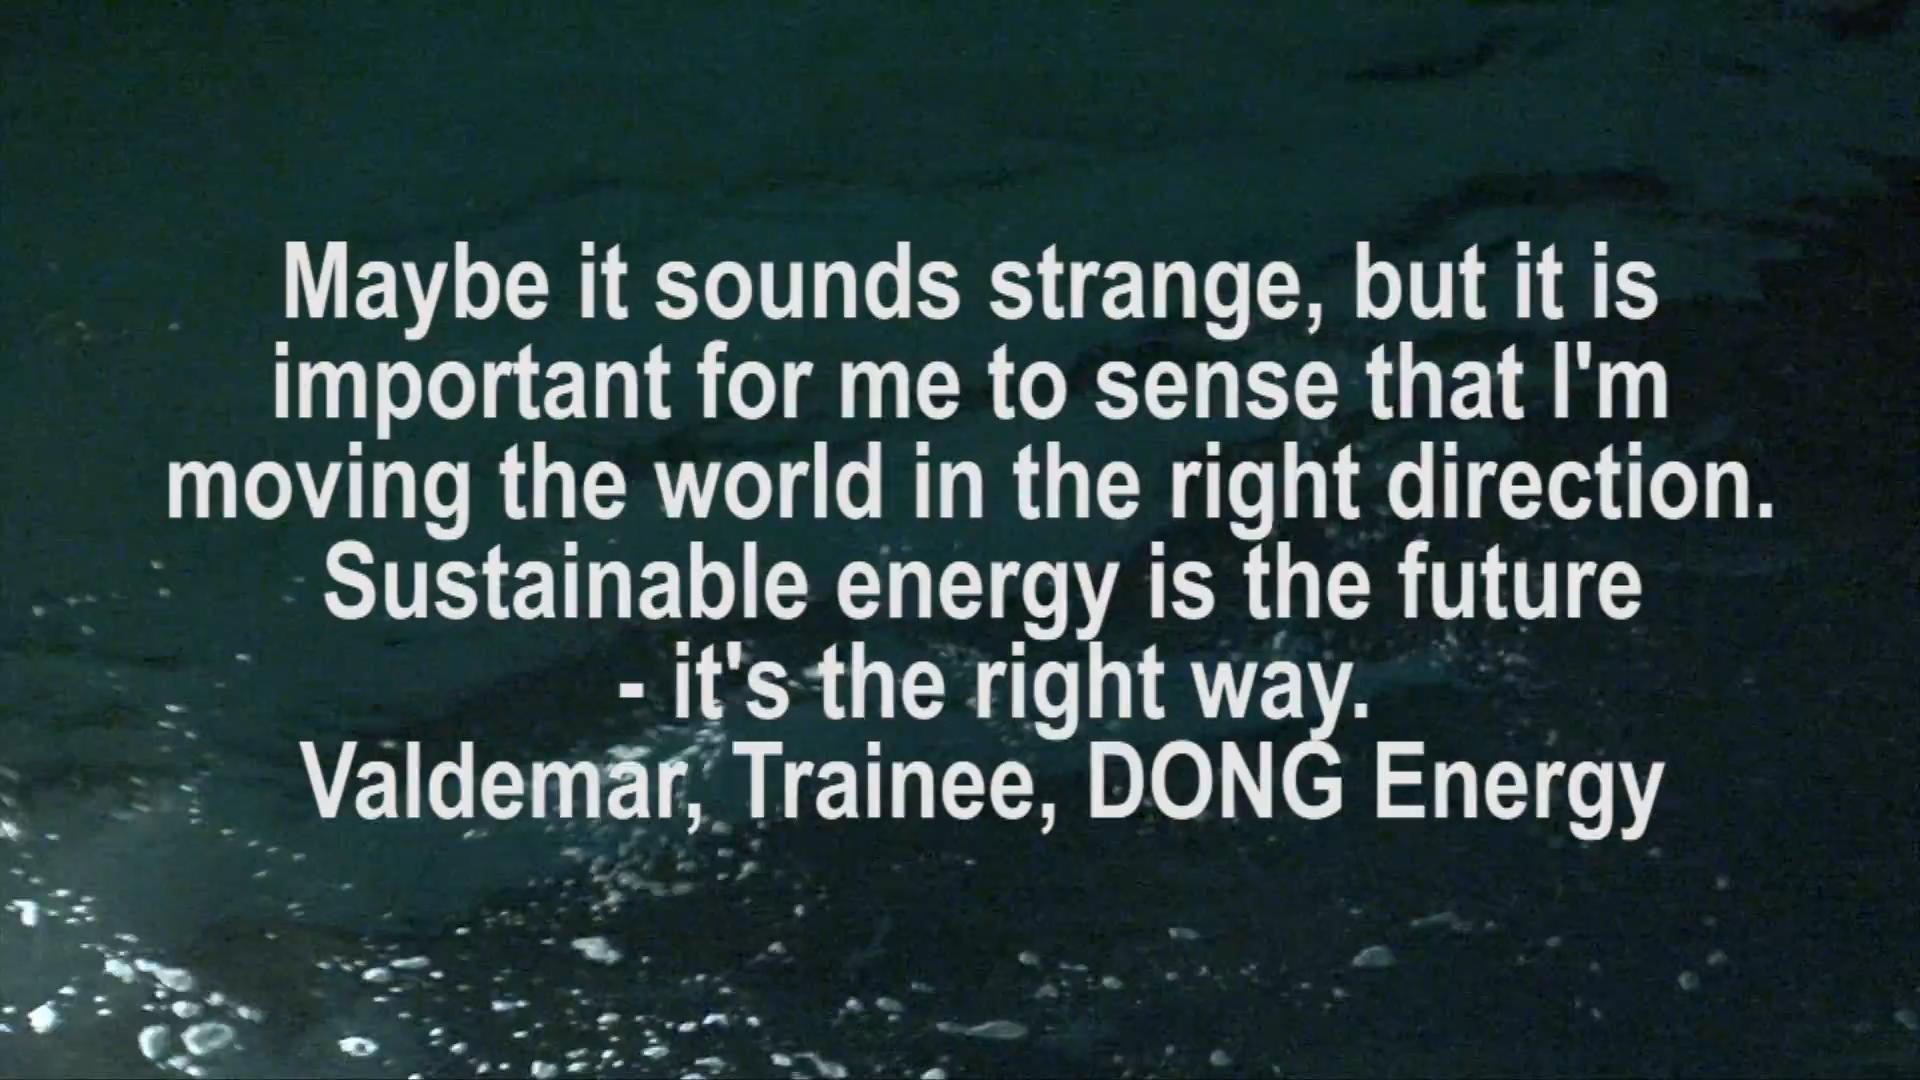 Maybe it sounds strange, but it is
important for me to sense that I'm
moving the world in the right direction.
Sustainable energy is the future
- it's the right way.
Valdemar, Trainee, DONG Energy